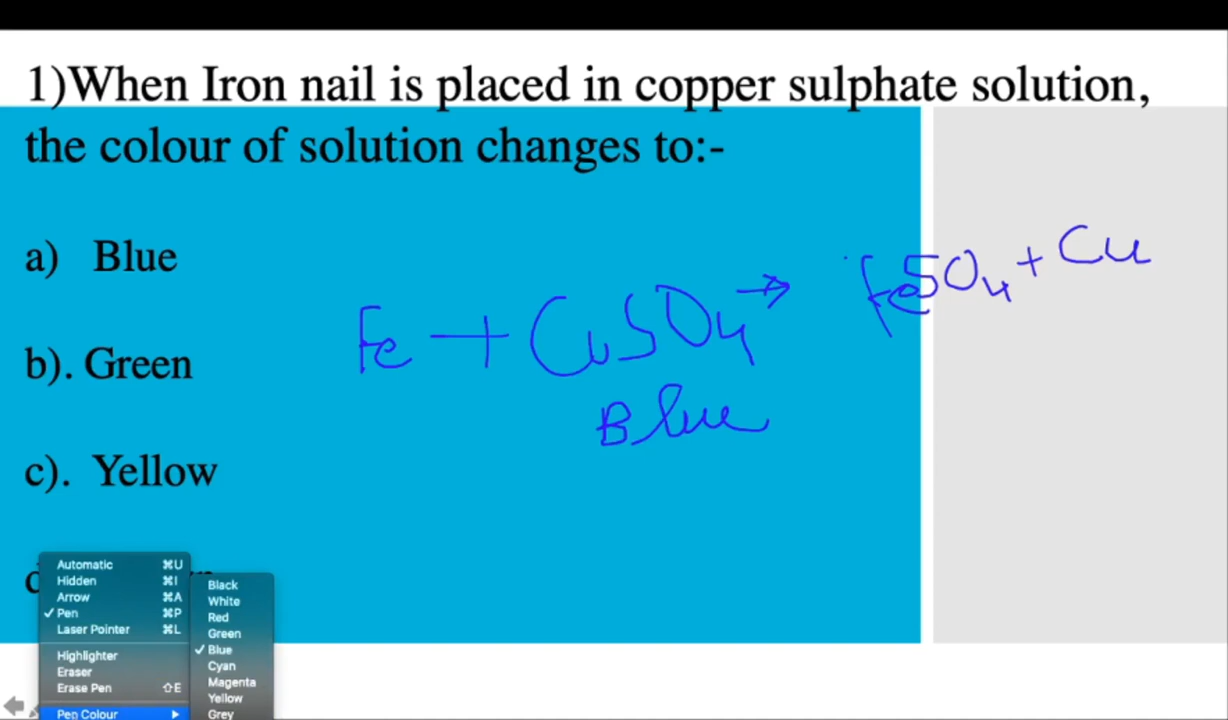 1)When Iron nail is placed in copper sulphate solution,
the colour of solution changes to:-
a) Blue
Fe + CuSO4 → FeSO4 + Cu
Blue
b). Green
c). Yellow
Automatic ⌘U
Hidden ⌘I
Arrow ⌘A
✓ Pen ⌘P
Laser Pointer ⌘L
Highlighter
Eraser
Erase Pen ⇧E
Pen Colour
Black
White
Red
Green
✓ Blue
Cyan
Magenta
Yellow
Grey